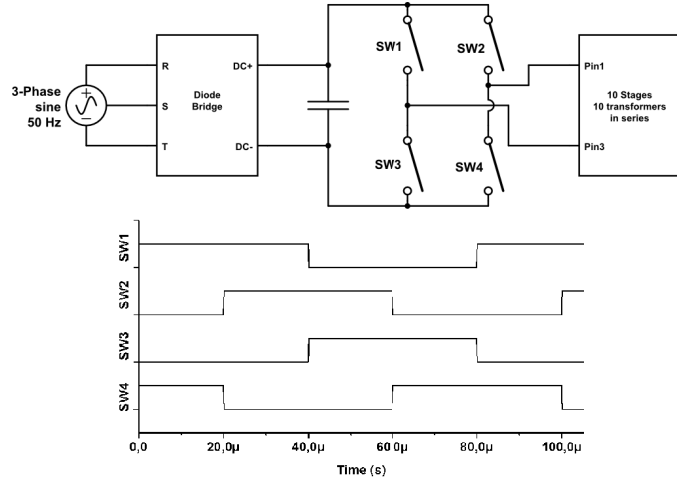 SW1
SW2
3-Phase
sine
50 Hz
R
S
T
Diode
Bridge
DC+
DC-
Pin1
Pin3
10 Stages
10 transformers
in series
SW3
SW4
SW1
SW2
SW3
SW4
0,0
20,0µ
40,0µ
60,0µ
80,0µ
100,0µ
Time (s)